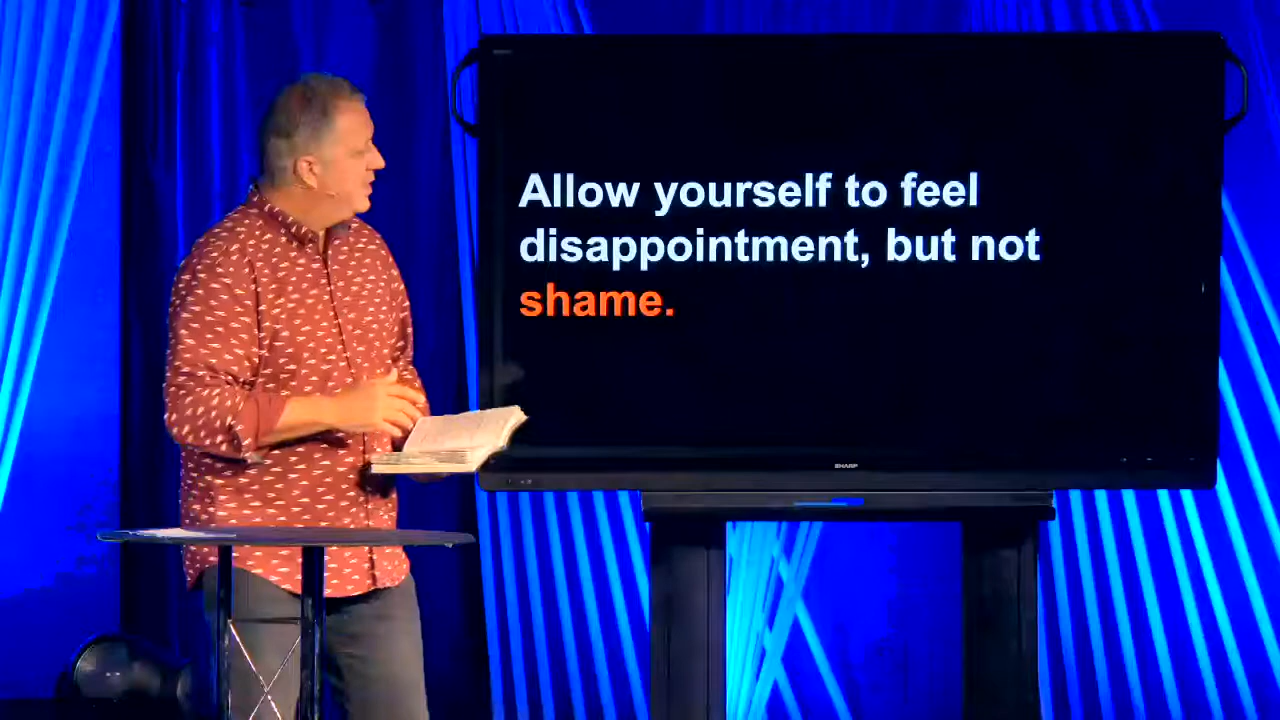 Allow yourself to feel
disappointment, but not
shame.
SHARP